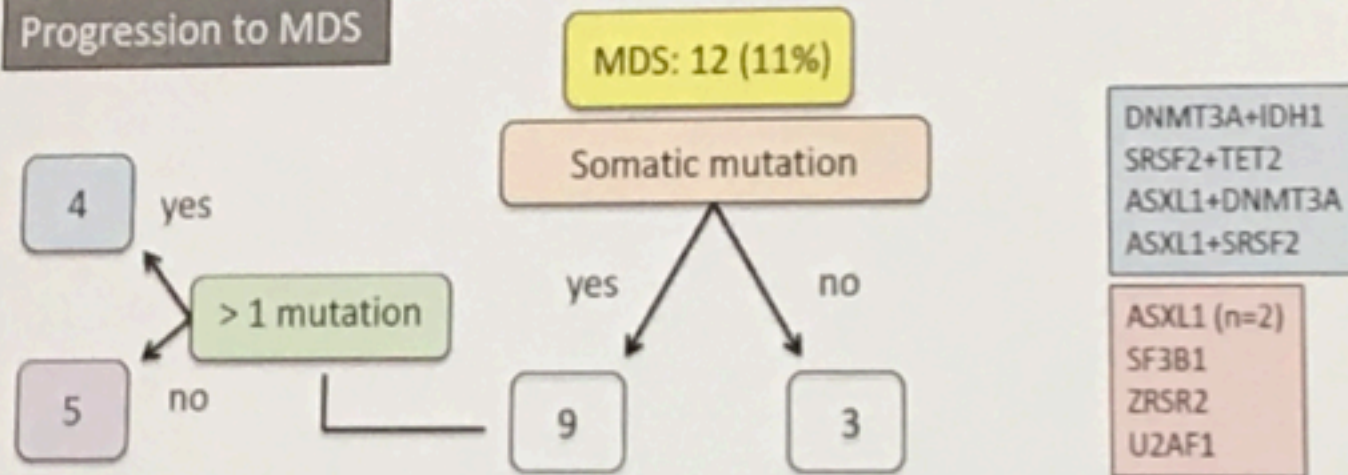 Progression to MDS
MDS: 12 (11%)
Somatic mutation
yes
no
9
3
> 1 mutation
yes
4
no
5
DNMT3A+IDH1
SRSF2+TET2
ASXL1+DNMT3A
ASXL1+SRSF2
ASXL1 (n=2)
SF3B1
ZRSR2
U2AF1